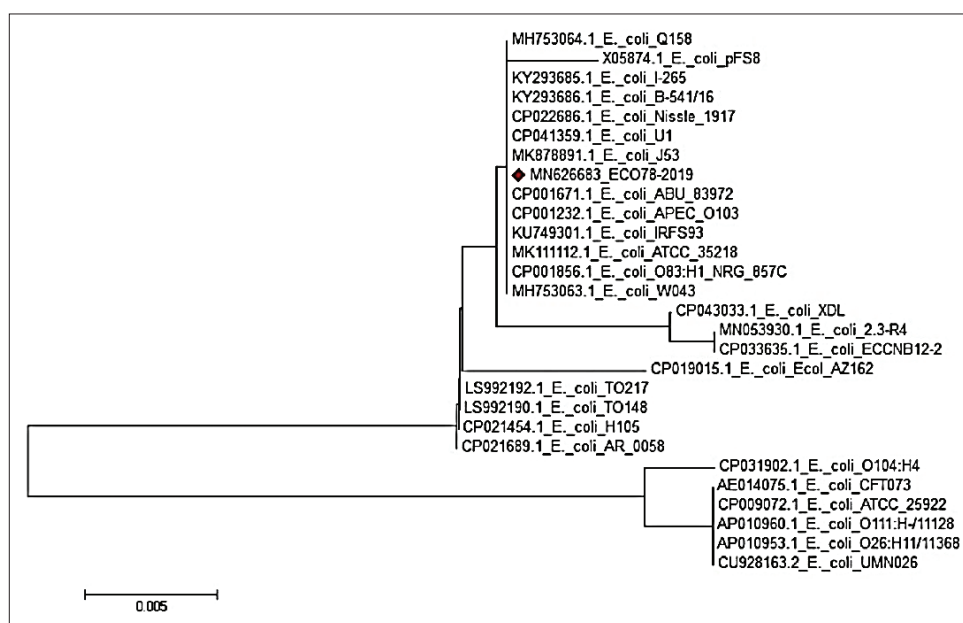 MH753064.1_E._coli_Q158
X05874.1_E._coli_pFS8
KY293685.1_E._coli_I-265
KY293686.1_E._coli_B-541/16
CP022686.1_E._coli_Nissle_1917
CP041359.1_E._coli_U1
MK878891.1_E._coli_J53
MN626683_ECO78-2019
CP001671.1_E._coli_ABU_83972
CP001232.1_E._coli_APEC_O103
KU749301.1_E._coli_IRFS93
MK111112.1_E._coli_ATCC_35218
CP001856.1_E._coli_O83:H1_NRG_857C
MH753063.1_E._coli_W043
CP043033.1_E._coli_XDL
MN053930.1_E._coli_2.3-R4
CP033635.1_E._coli_ECCNB12-2
CP019015.1_E._coli_Ecol_AZ162
LS992192.1_E._coli_TO217
LS992190.1_E._coli_TO148
CP021454.1_E._coli_H105
CP021689.1_E._coli_AR_0058
CP031902.1_E._coli_O104:H4
AE014075.1_E._coli_CFT073
CP009072.1_E._coli_ATCC_25922
AP010960.1_E._coli_O111:H-/11128
AP010953.1_E._coli_O26:H11/11368
CU928163.2_E._coli_UMN026
0.005